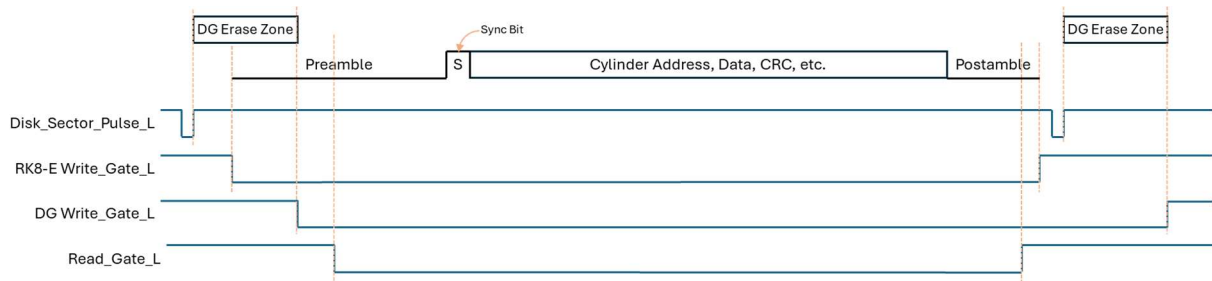 DG Erase Zone
DG Erase Zone
Sync Bit
Preamble
S
Cylinder Address, Data, CRC, etc.
Postamble
Disk_Sector_Pulse_L
RK8-E Write_Gate_L
DG Write_Gate_L
Read_Gate_L